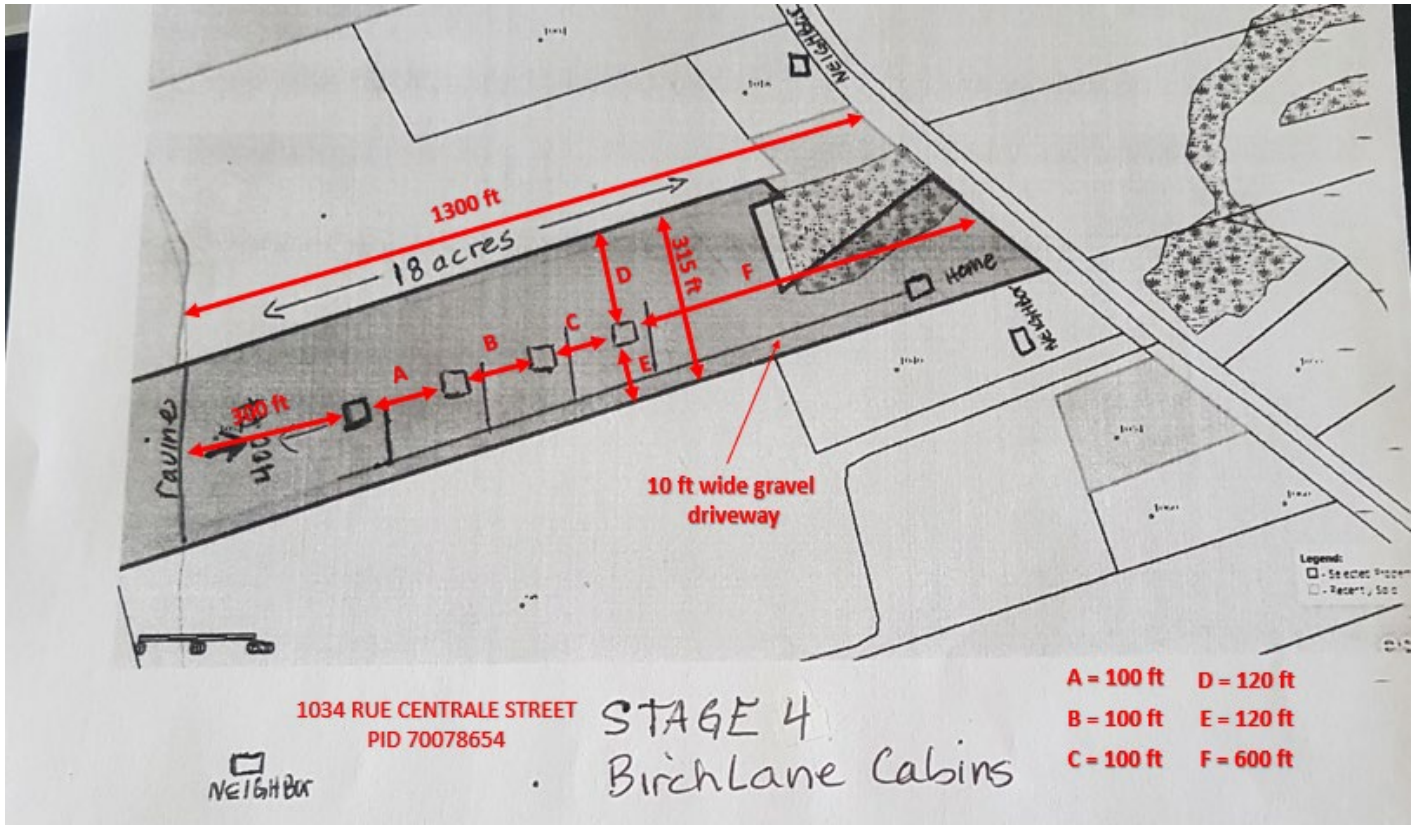 NEIGHBOR
1300 ft
18 acres
315 ft
D
F
Home
C
B
E
A
NEIGHBOR
300 ft
ravine
10 ft wide gravel
driveway
Legend:
A = 100 ft D = 120 ft
B = 100 ft E = 120 ft
C = 100 ft F = 600 ft
1034 RUE CENTRALE STREET
PID 70078654
STAGE 4
BirchLane Cabins
NEIGHBOR